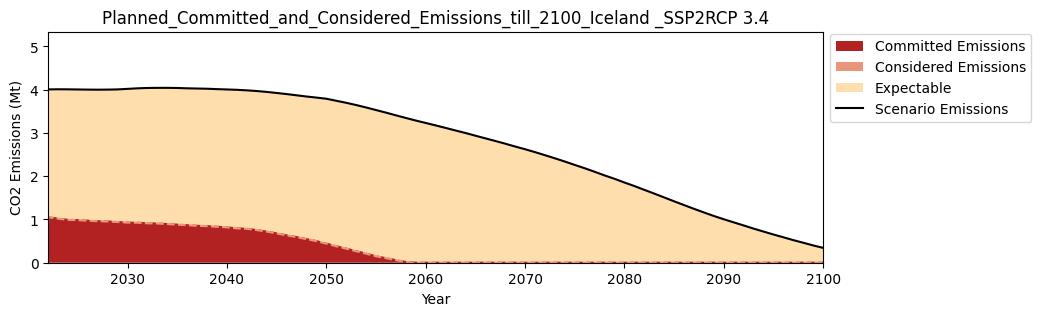 Planned_Committed_and_Considered_Emissions_till_2100_Iceland _SSP2RCP 3.4
CO2 Emissions (Mt)
5
4
3
2
1
0
2030
2040
2050
2060
2070
2080
2090
2100
Year
Committed Emissions
Considered Emissions
Expectable
Scenario Emissions